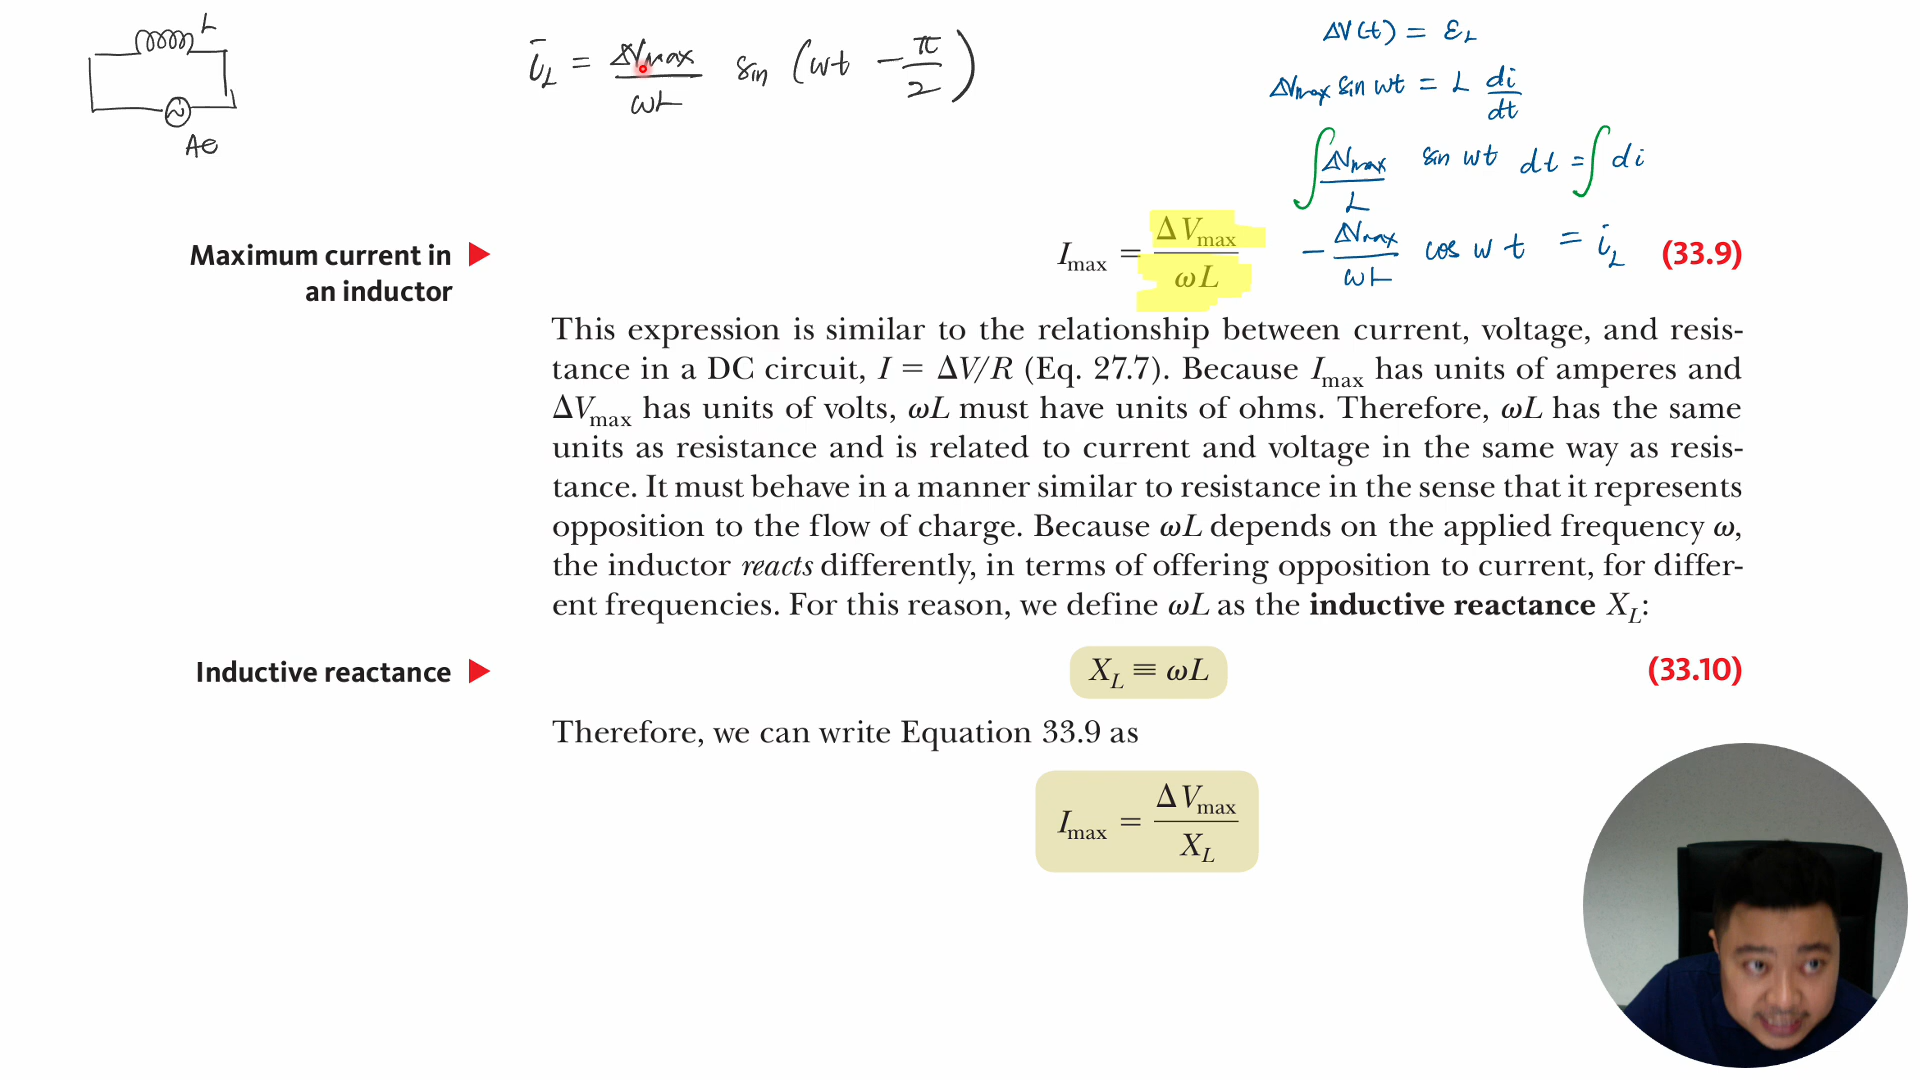 L
AC
i_L = ΔVmax / ωL sin (ωt − π/2)
ΔV(t) = ε_L
ΔVmax sin ωt = L di/dt
∫ ΔVmax/L sin ωt dt = ∫ di
− ΔVmax/ωL cos ωt = i_L
Maximum current in
an inductor
I_max = ΔV_max / ωL (33.9)
This expression is similar to the relationship between current, voltage, and resis-
tance in a DC circuit, I = ΔV/R (Eq. 27.7). Because I_max has units of amperes and
ΔV_max has units of volts, ωL must have units of ohms. Therefore, ωL has the same
units as resistance and is related to current and voltage in the same way as resis-
tance. It must behave in a manner similar to resistance in the sense that it represents
opposition to the flow of charge. Because ωL depends on the applied frequency ω,
the inductor reacts differently, in terms of offering opposition to current, for differ-
ent frequencies. For this reason, we define ωL as the inductive reactance X_L:
Inductive reactance
X_L ≡ ωL (33.10)
Therefore, we can write Equation 33.9 as
I_max = ΔV_max / X_L